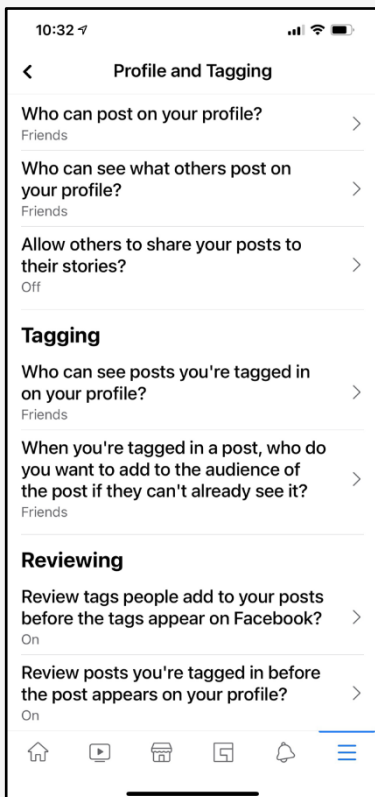 10:32
Profile and Tagging
Who can post on your profile?
Friends
Who can see what others post on
your profile?
Friends
Allow others to share your posts to
their stories?
Off
Tagging
Who can see posts you're tagged in
on your profile?
Friends
When you're tagged in a post, who do
you want to add to the audience of
the post if they can't already see it?
Friends
Reviewing
Review tags people add to your posts
before the tags appear on Facebook?
On
Review posts you're tagged in before
the post appears on your profile?
On